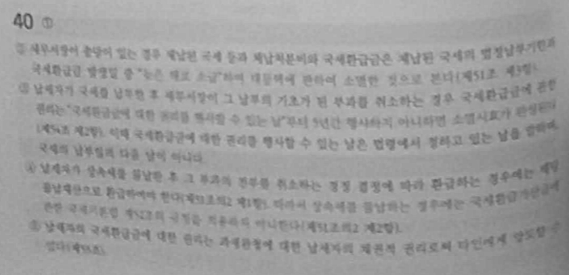 40 ①
② 세무서장이 충당이 있는 경우 체납된 국세 등과 체납처분비와 국세환급금은 체납된 국세의 법정납부기한과
국세환급금 발생일 중 "늦은 때로 소급"하여 대등액에 관하여 소멸한 것으로 본다(제51조 제3항).
③ 납세자가 국세를 납부한 후 세무서장이 그 납부의 기초가 된 부과를 취소하는 경우 국세환급금에 관한
권리는 "국세환급금에 대한 권리를 행사할 수 있는 날"부터 5년간 행사하지 아니하면 소멸시효가 완성된다
(제54조 제2항). 이때 국세환급금에 대한 권리를 행사할 수 있는 날은 법령에서 정하고 있는 날을 말하며,
국세의 납부일의 다음 날이 아니다.
④ 납세자가 상속세를 물납한 후 그 부과의 전부를 취소하는 경정 결정에 따라 환급하는 경우에는 해당
물납재산으로 환급하여야 한다(제51조의2 제1항). 따라서 상속세를 물납하는 경우에는 국세환급가산금에
관한 국세기본법 제52조의 규정을 적용하지 아니한다(제51조의2 제2항).
⑤ 납세자의 국세환급금에 대한 권리는 과세관청에 대한 납세자의 채권적 권리로써 타인에게 양도할 수
있다(제53조).